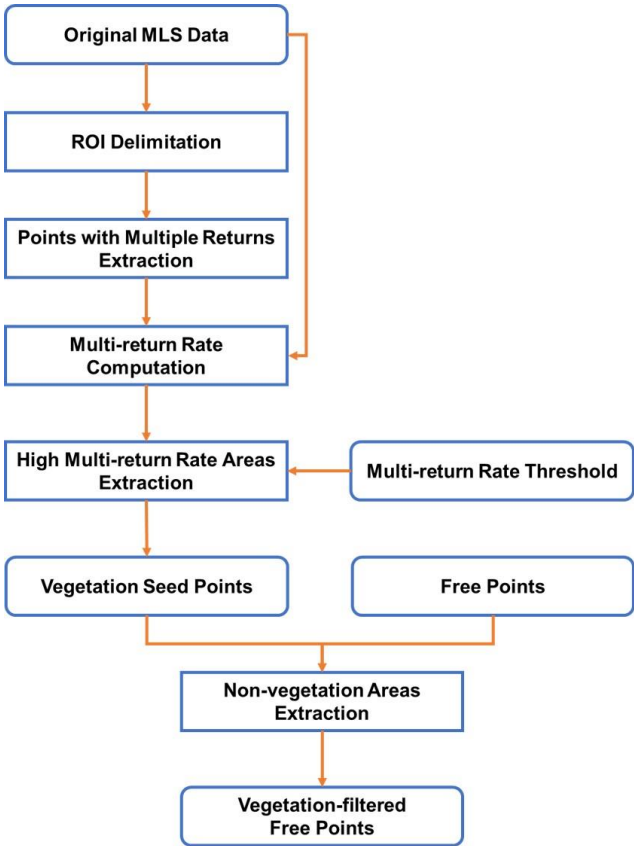 Original MLS Data
ROI Delimitation
Points with Multiple Returns
Extraction
Multi-return Rate
Computation
High Multi-return Rate Areas
Extraction
Multi-return Rate Threshold
Vegetation Seed Points
Free Points
Non-vegetation Areas
Extraction
Vegetation-filtered
Free Points